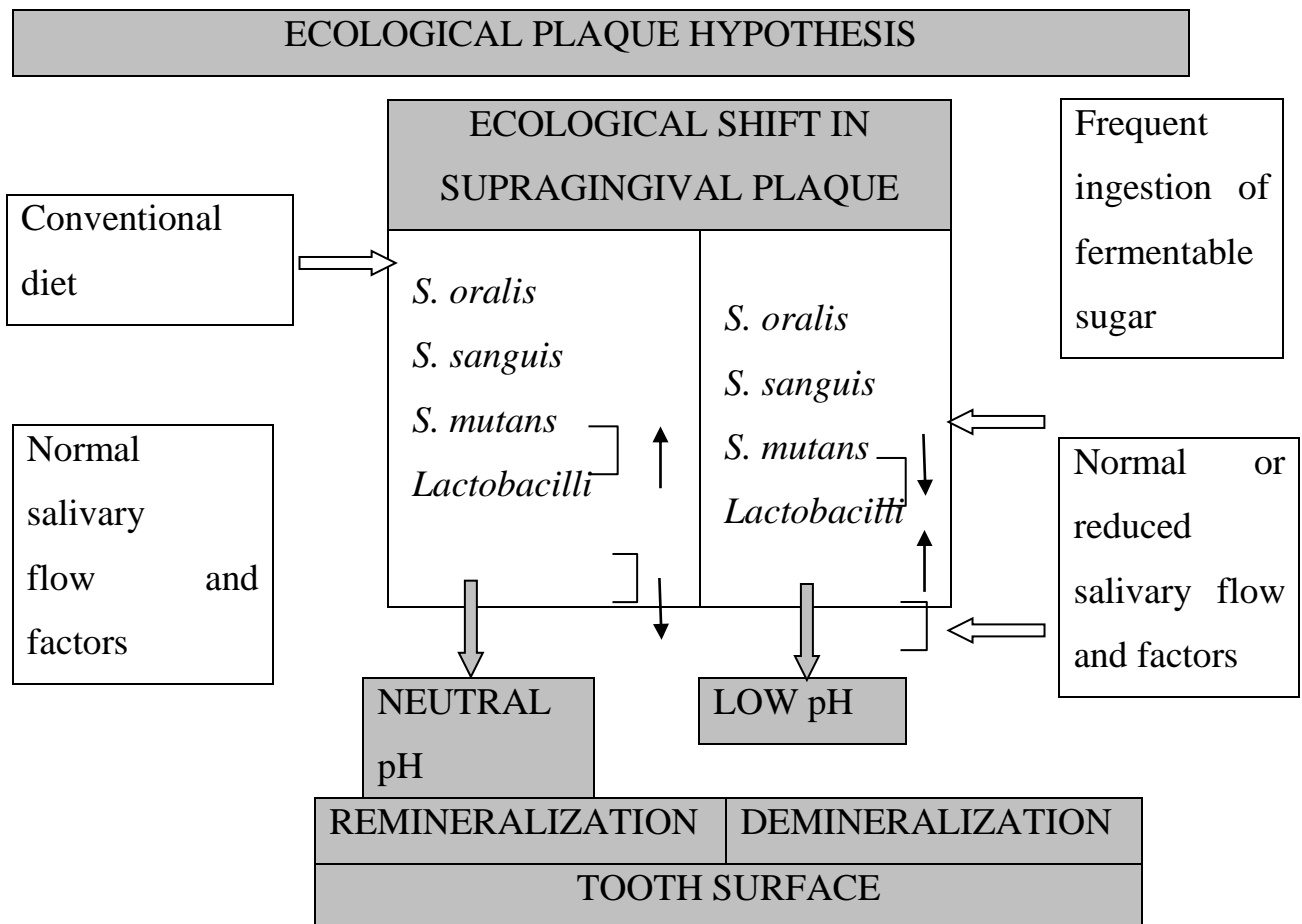 ECOLOGICAL PLAQUE HYPOTHESIS
ECOLOGICAL SHIFT IN
SUPRAGINGIVAL PLAQUE
Conventional
diet
Normal
salivary
flow and
factors
S. oralis
S. sanguis
S. mutans
Lactobacilli
S. oralis
S. sanguis
S. mutans
Lactobacilli
Frequent
ingestion of
fermentable
sugar
Normal or
reduced
salivary flow
and factors
NEUTRAL
pH
LOW pH
REMINERALIZATION
DEMINERALIZATION
TOOTH SURFACE